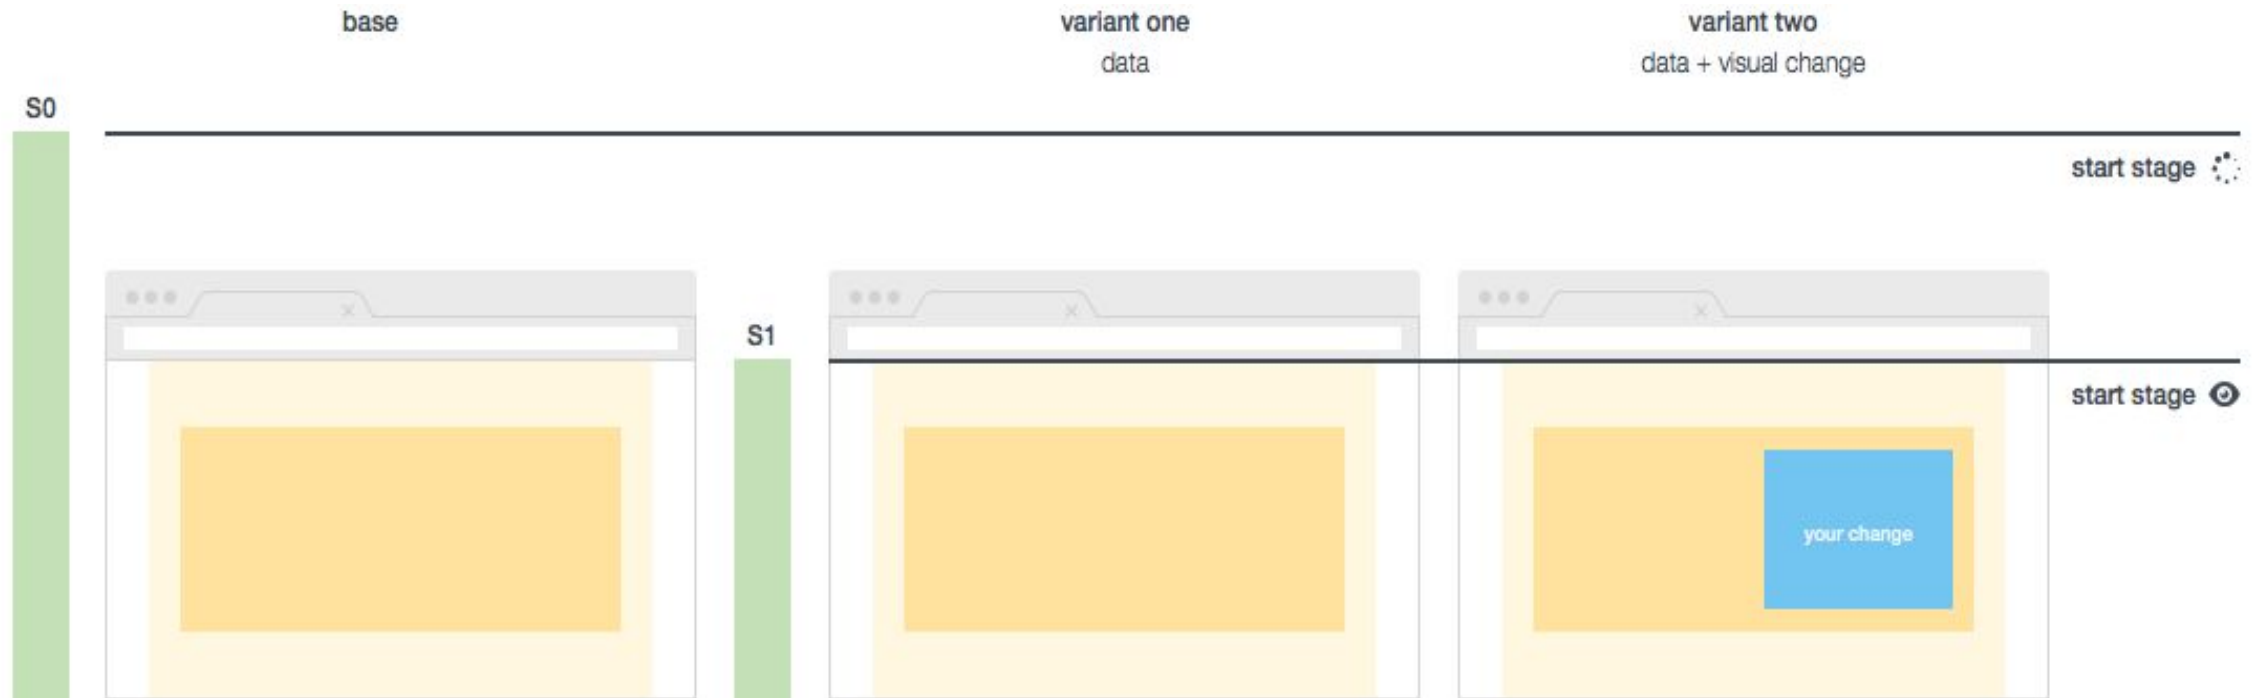 base
variant one
data
variant two
data + visual change
S0
start stage
S1
start stage
your change